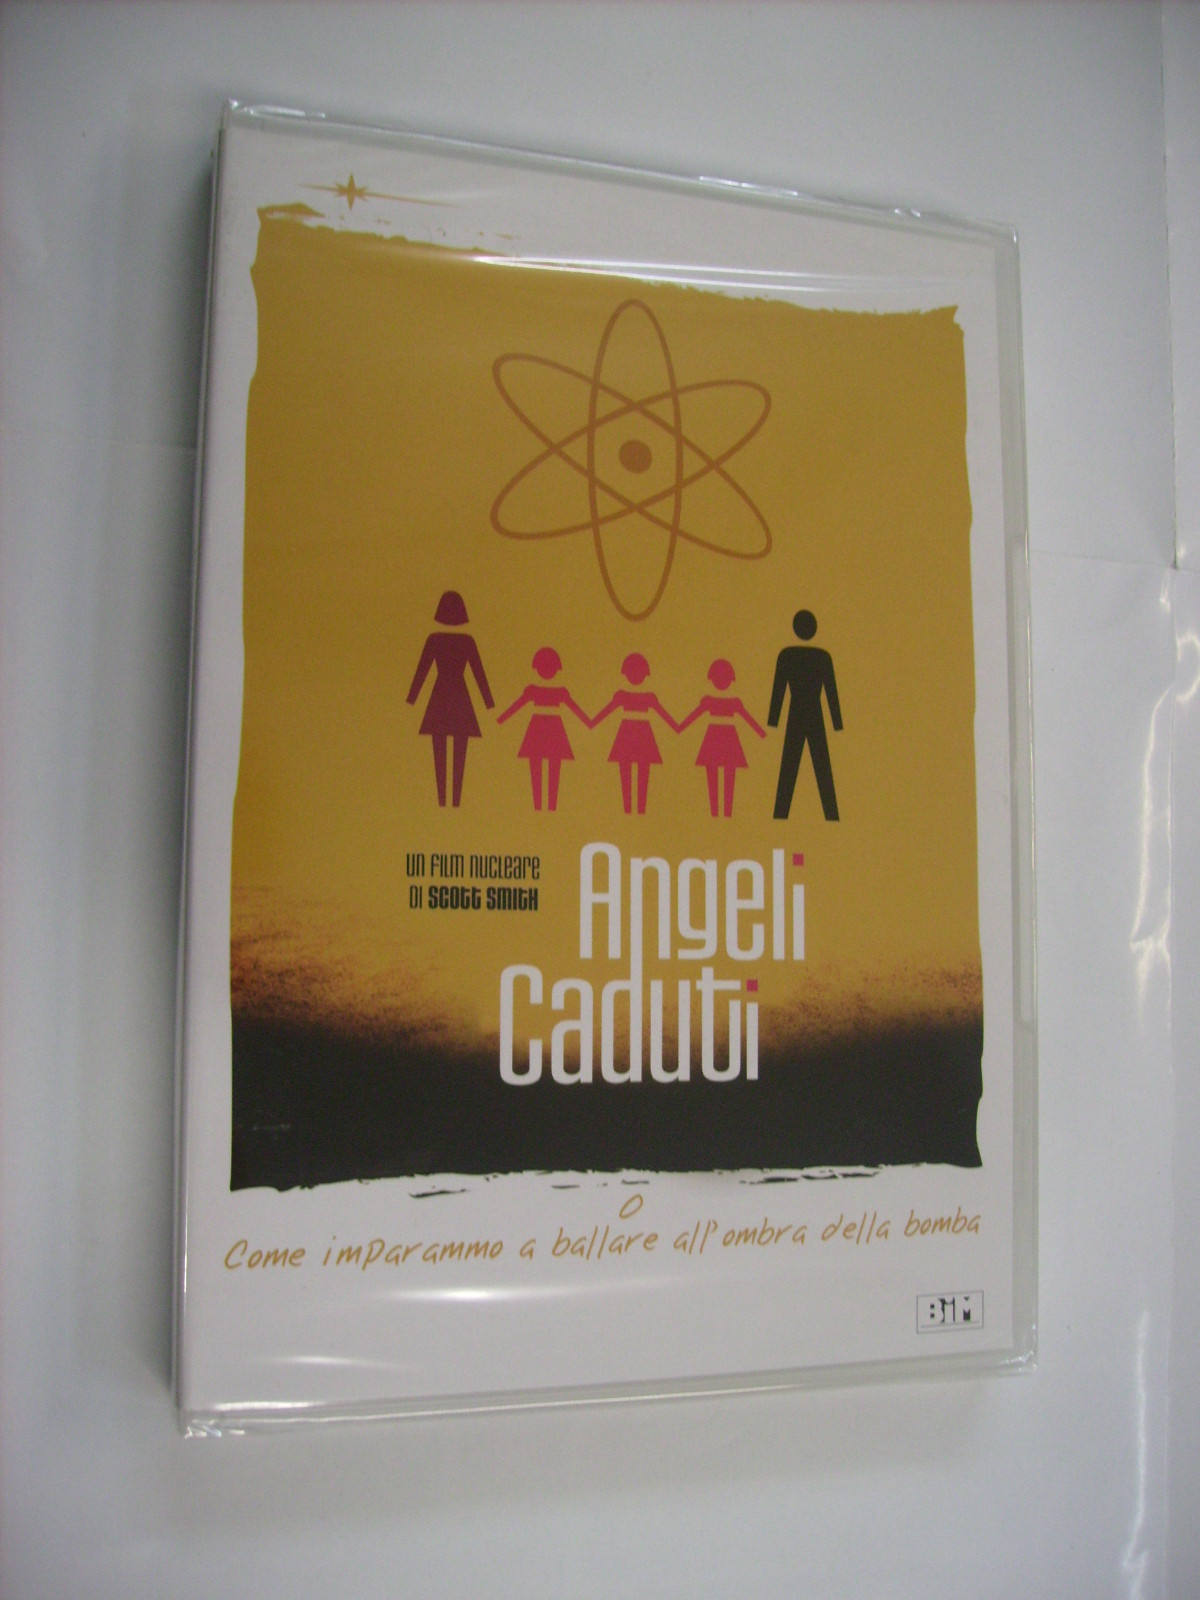 un film nucleare
di Scott Smith
Angeli
Caduti
o
Come imparammo a ballare all'ombra della bomba
BiM